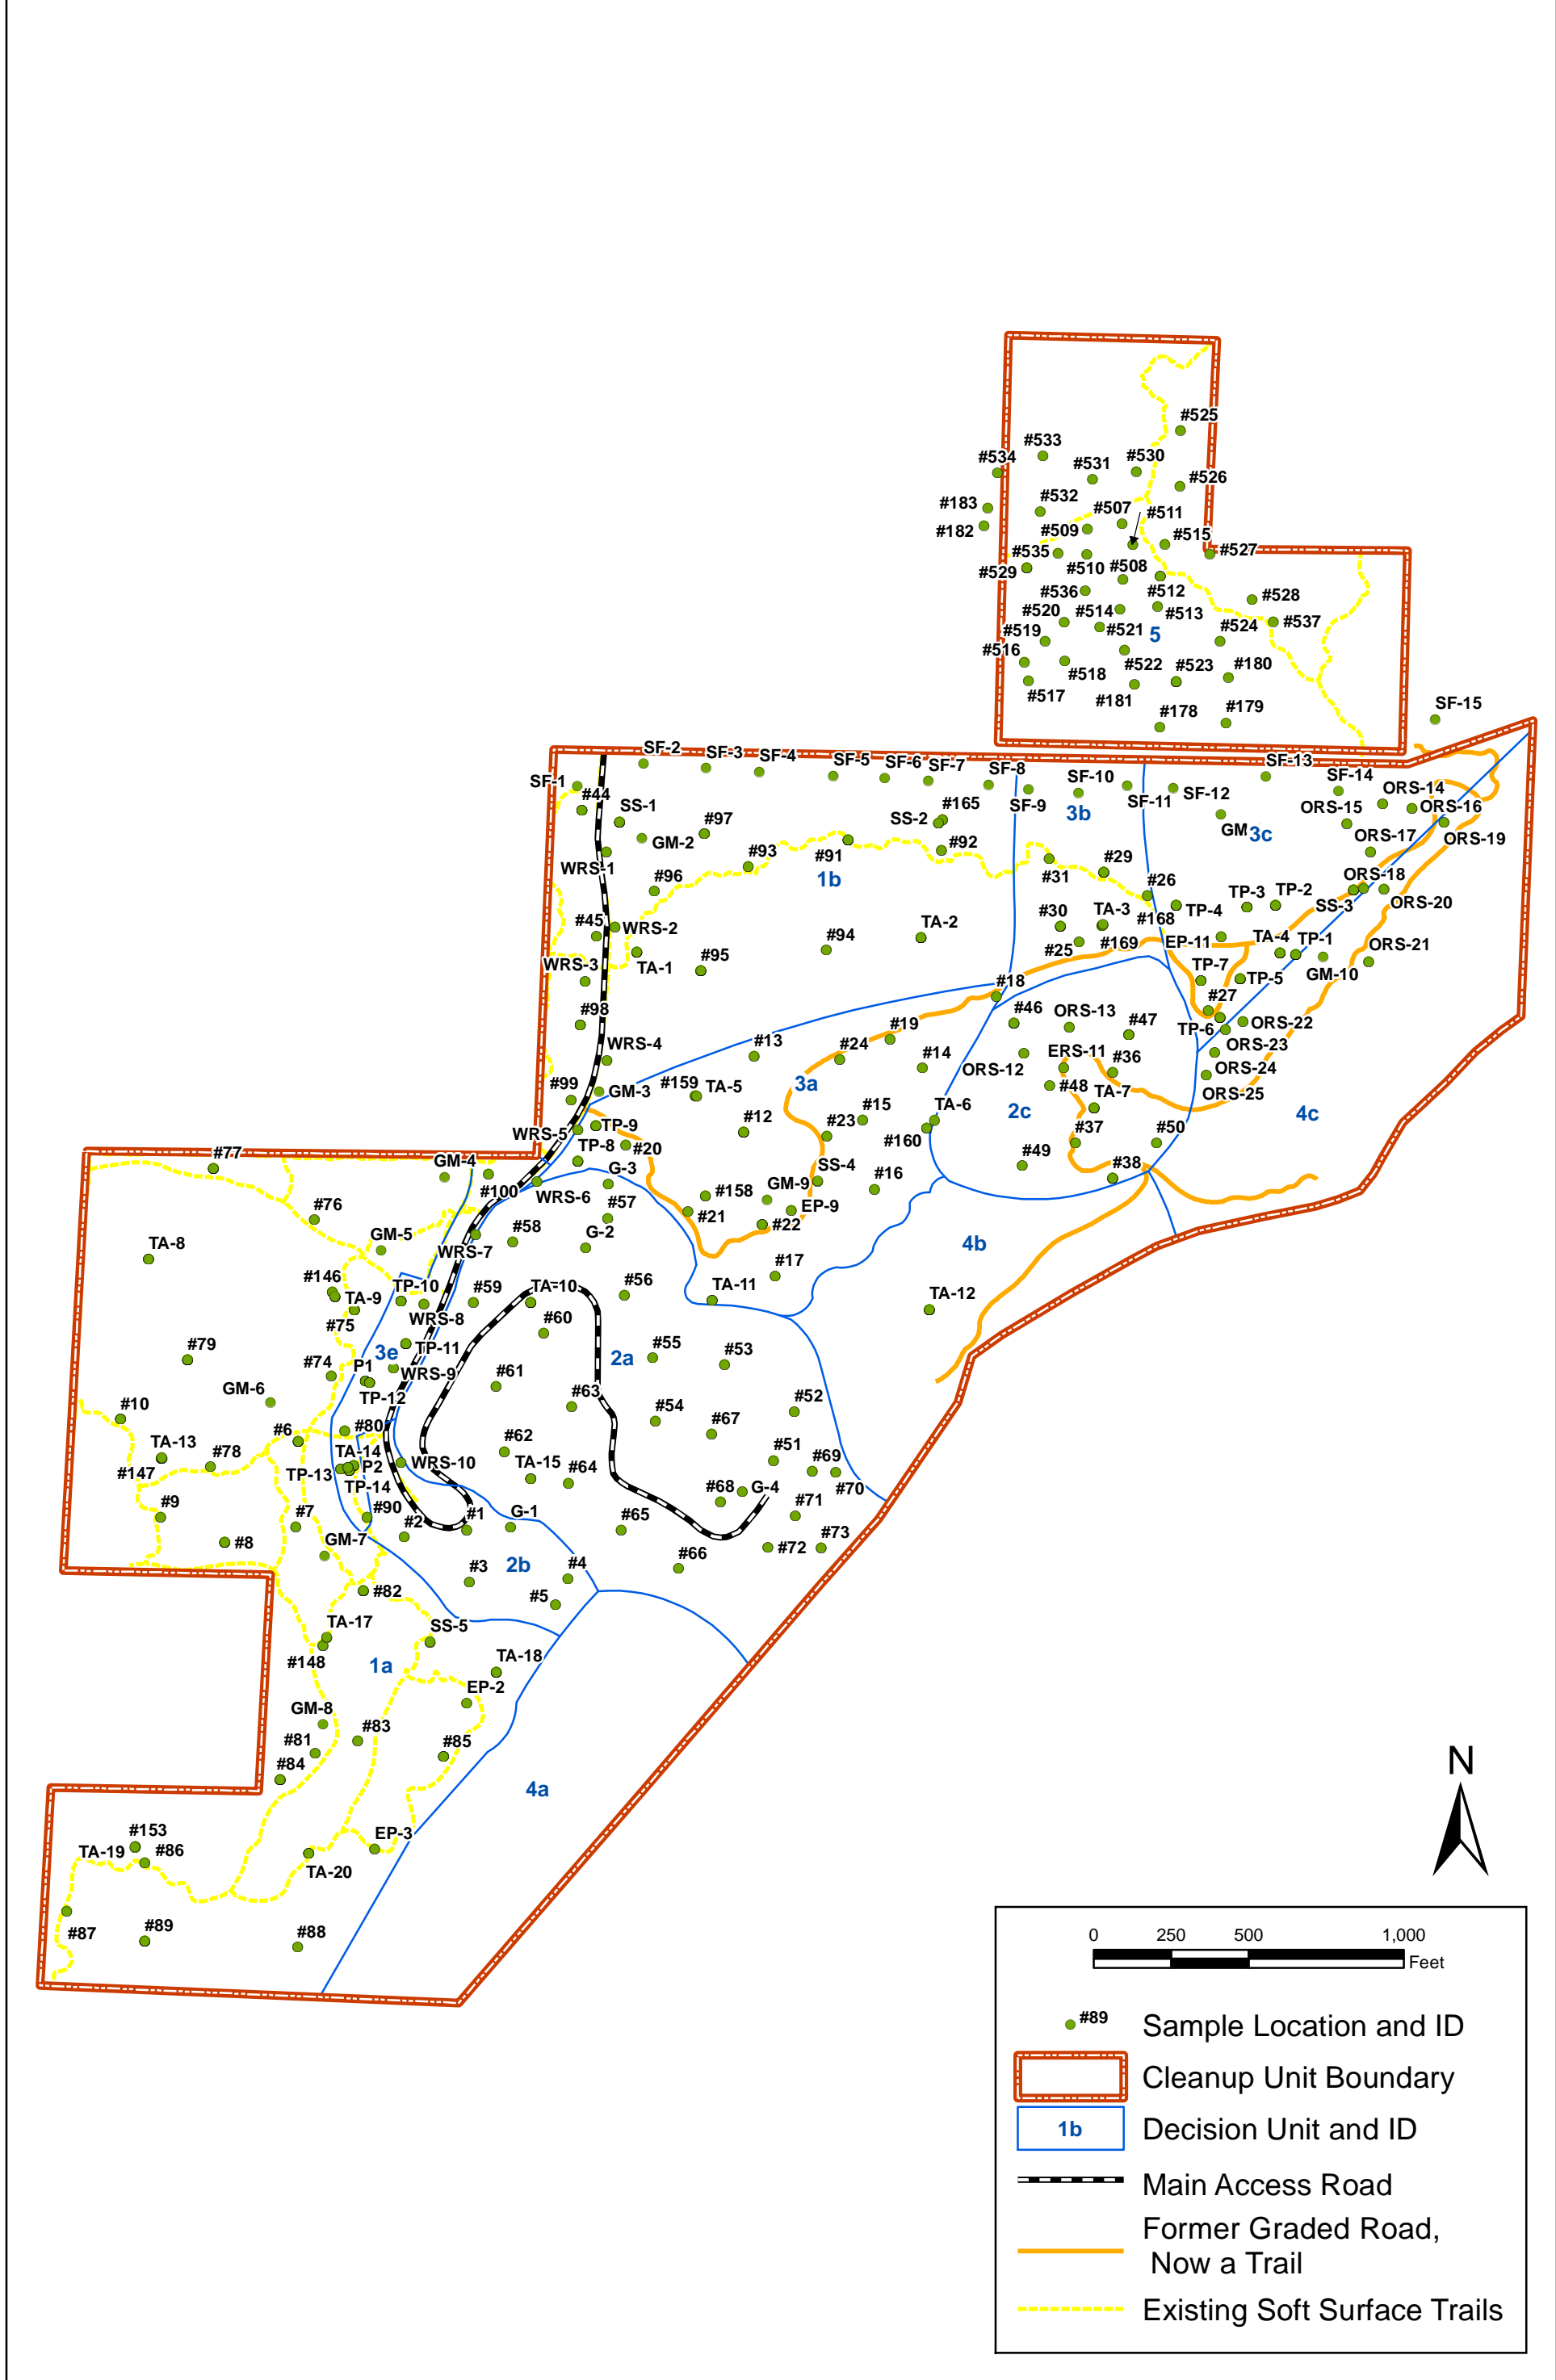 #525
#533
#534
#531
#530
#526
#183
#532
#507
#511
#182
#509
#515
#535
#527
#529
#510
#508
#536
#512
#528
#520
#514
#513
#537
#519
#521
5
#524
#516
#518
#522
#523
#180
#517
#181
#178
#179
SF-15
SF-2
SF-3
SF-4
SF-5
SF-6
SF-7
SF-8
SF-10
SF-13
SF-1
SF-14
#44
SS-1
#165
SF-9
SF-11
SF-12
ORS-14
ORS-15
ORS-16
3b
SS-2
#97
GM-2
#92
GM
3c
ORS-17
ORS-19
WRS-1
#93
#91
#31
#29
1b
#96
#26
ORS-18
TP-3
TP-2
SS-3
ORS-20
#45
WRS-2
TA-2
#30
TA-3
#168
TP-4
TA-1
#94
#25
#169
EP-11
TA-4
TP-1
ORS-21
WRS-3
#95
TP-7
TP-5
GM-10
#18
#27
#98
#46
ORS-13
#47
TP-6
ORS-22
WRS-4
#13
#24
#19
#14
ORS-12
ERS-11
#36
ORS-23
ORS-24
#99
GM-3
#159
TA-5
3a
#48
TA-7
ORS-25
2c
4c
WRS-5
TP-9
#12
#23
#15
TA-6
#160
#37
#50
TP-8
#20
#77
GM-4
G-3
SS-4
#49
#38
#100
WRS-6
#57
#158
GM-9
#16
#76
#58
G-2
#21
#22
EP-9
GM-5
WRS-7
4b
TA-8
#17
#146
TA-9
TP-10
#59
TA-10
#56
TA-11
TA-12
#75
WRS-8
#60
#79
3e
TP-11
2a
#55
#53
#74
P1
WRS-9
#61
GM-6
TP-12
#63
#52
#10
#54
#67
#6
#80
TA-13
#78
TA-14
P2
WRS-10
#62
#51
#147
TP-13
TP-14
TA-15
#64
#69
#68
G-4
#70
#9
#7
#90
#2
#1
G-1
#65
#71
#8
GM-7
#72
#73
#3
2b
#4
#66
#82
#5
TA-17
SS-5
#148
1a
TA-18
EP-2
GM-8
#83
#81
#85
#84
4a
N
#153
TA-19
#86
EP-3
TA-20
#87
#89
#88
0
250
500
1,000
Feet
#89
Sample Location and ID
Cleanup Unit Boundary
1b
Decision Unit and ID
Main Access Road
Former Graded Road,
Now a Trail
Existing Soft Surface Trails